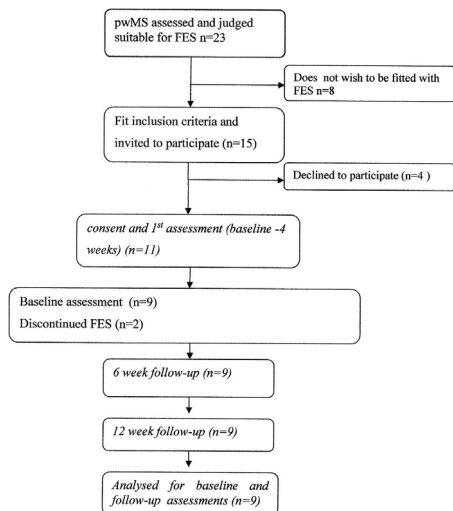 pwMS assessed and judged
suitable for FES n=23
Does not wish to be fitted with
FES n=8
Fit inclusion criteria and
invited to participate (n=15)
Declined to participate (n=4 )
consent and 1st assessment (baseline -4
weeks) (n=11)
Baseline assessment (n=9)
Discontinued FES (n=2)
6 week follow-up (n=9)
12 week follow-up (n=9)
Analysed for baseline and
follow-up assessments (n=9)